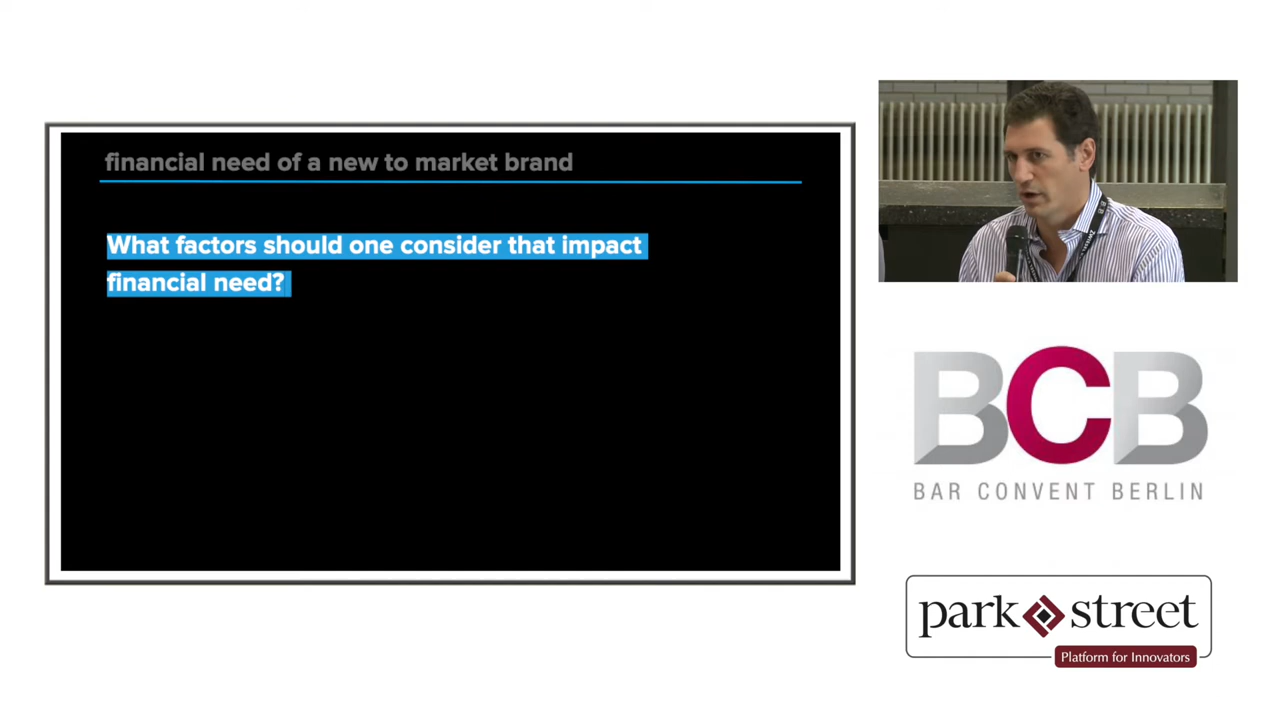 financial need of a new to market brand
What factors should one consider that impact
financial need?
BCB
BAR CONVENT BERLIN
park street
Platform for Innovators